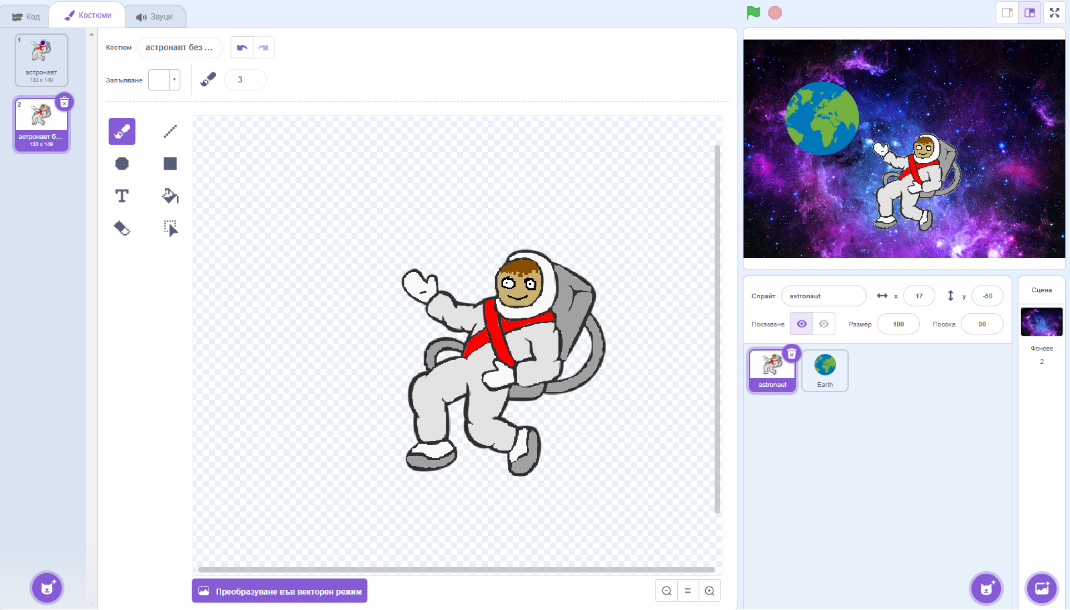 Код
Костюми
Звуци
1
астронавт
133 x 149
2
астронавт б...
133 x 149
Костюм
астронавт без ...
Запълване
3
T
Преобразуване във векторен режим
=
Спрайт
astronaut
x
17
y
-50
Показване
Размер
100
Посока
90
astronaut
Earth
Сцена
Фонове
2